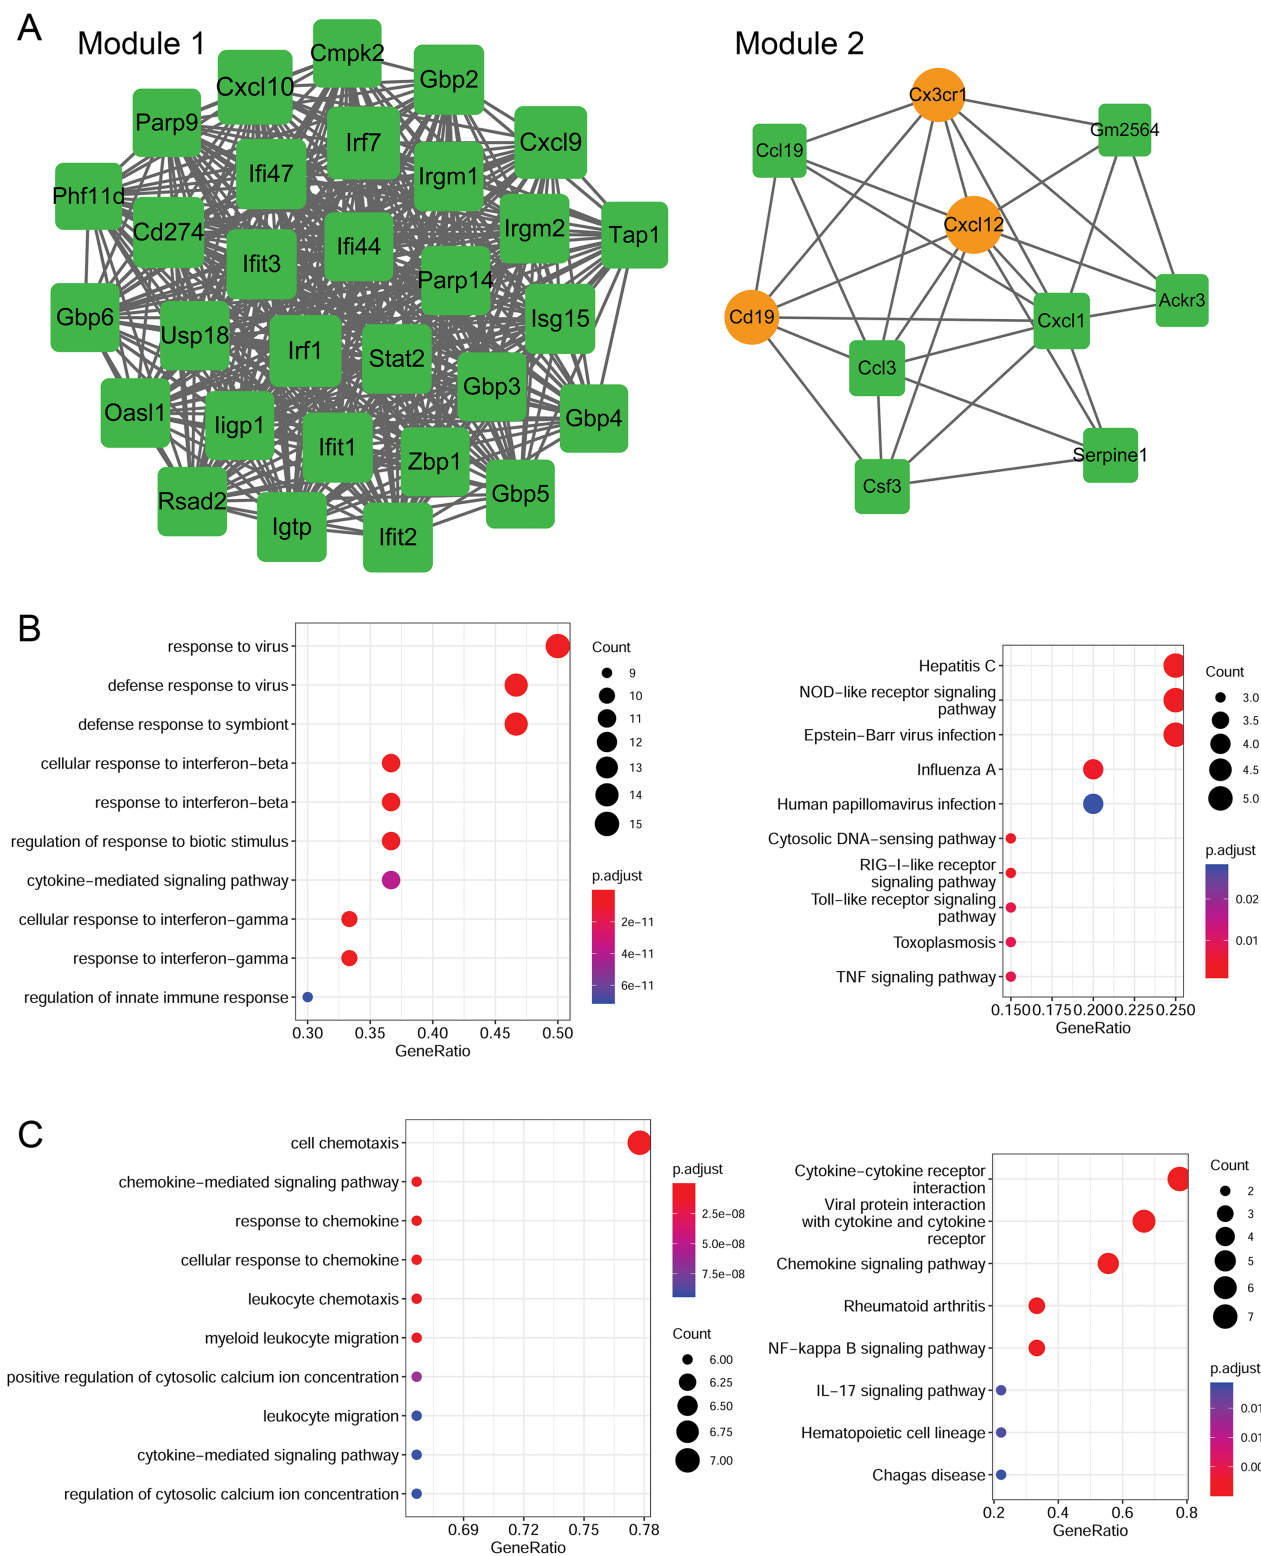 A
Module 1
Module 2
Cmpk2
Cxcl10
Gbp2
Parp9
Irf7
Cxcl9
Ifi47
Irgm1
Phf11d
Cd274
Ifi44
Irgm2
Tap1
Ifit3
Parp14
Gbp6
Usp18
Isg15
Irf1
Stat2
Gbp3
Oasl1
Iigp1
Gbp4
Ifit1
Zbp1
Rsad2
Gbp5
Igtp
Ifit2
Cx3cr1
Gm2564
Ccl19
Cxcl12
Ackr3
Cd19
Cxcl1
Ccl3
Serpine1
Csf3
B
response to virus
defense response to virus
defense response to symbiont
cellular response to interferon−beta
response to interferon−beta
regulation of response to biotic stimulus
cytokine−mediated signaling pathway
cellular response to interferon−gamma
response to interferon−gamma
regulation of innate immune response
0.30 0.35 0.40 0.45 0.50
GeneRatio
Count
9
10
11
12
13
14
15
p.adjust
2e−11
4e−11
6e−11
Hepatitis C
NOD−like receptor signaling
pathway
Epstein−Barr virus infection
Influenza A
Human papillomavirus infection
Cytosolic DNA−sensing pathway
RIG−I−like receptor
signaling pathway
Toll−like receptor signaling
pathway
Toxoplasmosis
TNF signaling pathway
0.150 0.175 0.200 0.225 0.250
GeneRatio
Count
3.0
3.5
4.0
4.5
5.0
p.adjust
0.02
0.01
C
cell chemotaxis
chemokine−mediated signaling pathway
response to chemokine
cellular response to chemokine
leukocyte chemotaxis
myeloid leukocyte migration
positive regulation of cytosolic calcium ion concentration
leukocyte migration
cytokine−mediated signaling pathway
regulation of cytosolic calcium ion concentration
0.69 0.72 0.75 0.78
GeneRatio
p.adjust
2.5e−08
5.0e−08
7.5e−08
Count
6.00
6.25
6.50
6.75
7.00
Cytokine−cytokine receptor
interaction
Viral protein interaction
with cytokine and cytokine
receptor
Chemokine signaling pathway
Rheumatoid arthritis
NF−kappa B signaling pathway
IL−17 signaling pathway
Hematopoietic cell lineage
Chagas disease
0.2 0.4 0.6 0.8
GeneRatio
Count
2
3
4
5
6
7
p.adjust
0.01
0.01
0.00